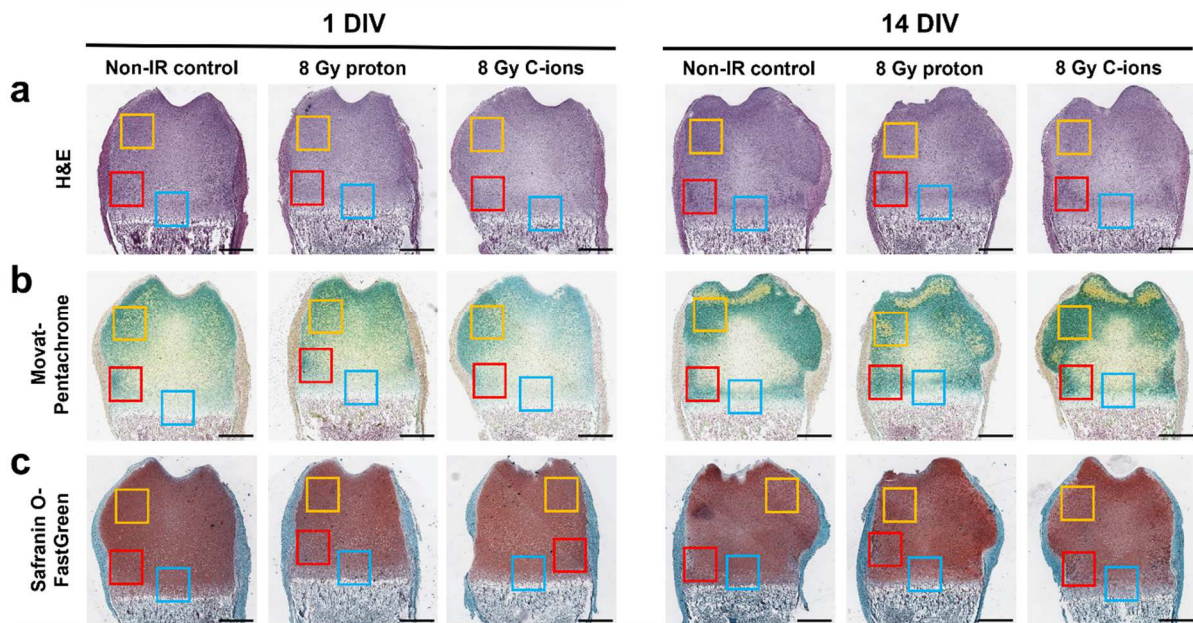 1 DIV
14 DIV
Non-IR control
8 Gy proton
8 Gy C-ions
Non-IR control
8 Gy proton
8 Gy C-ions
a
H&E
b
Movat-
Pentachrome
c
Safranin O-
FastGreen